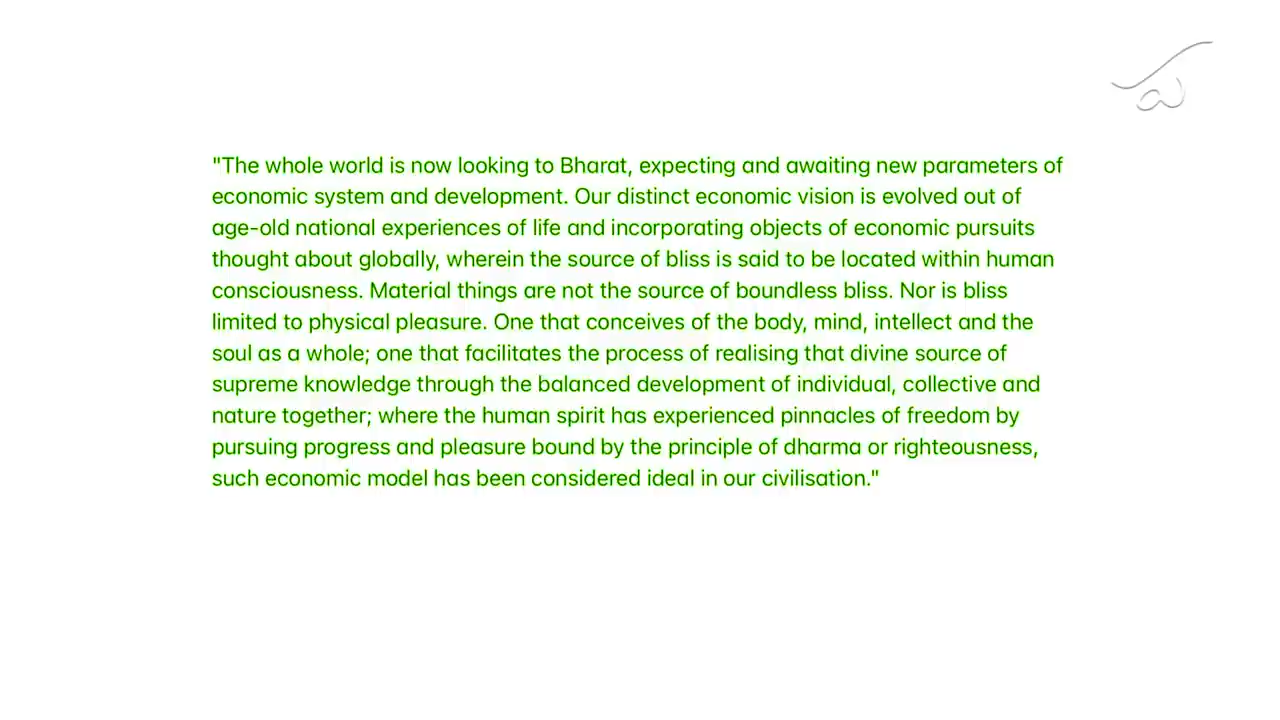 "The whole world is now looking to Bharat, expecting and awaiting new parameters of
economic system and development. Our distinct economic vision is evolved out of
age-old national experiences of life and incorporating objects of economic pursuits
thought about globally, wherein the source of bliss is said to be located within human
consciousness. Material things are not the source of boundless bliss. Nor is bliss
limited to physical pleasure. One that conceives of the body, mind, intellect and the
soul as a whole; one that facilitates the process of realising that divine source of
supreme knowledge through the balanced development of individual, collective and
nature together; where the human spirit has experienced pinnacles of freedom by
pursuing progress and pleasure bound by the principle of dharma or righteousness,
such economic model has been considered ideal in our civilisation."